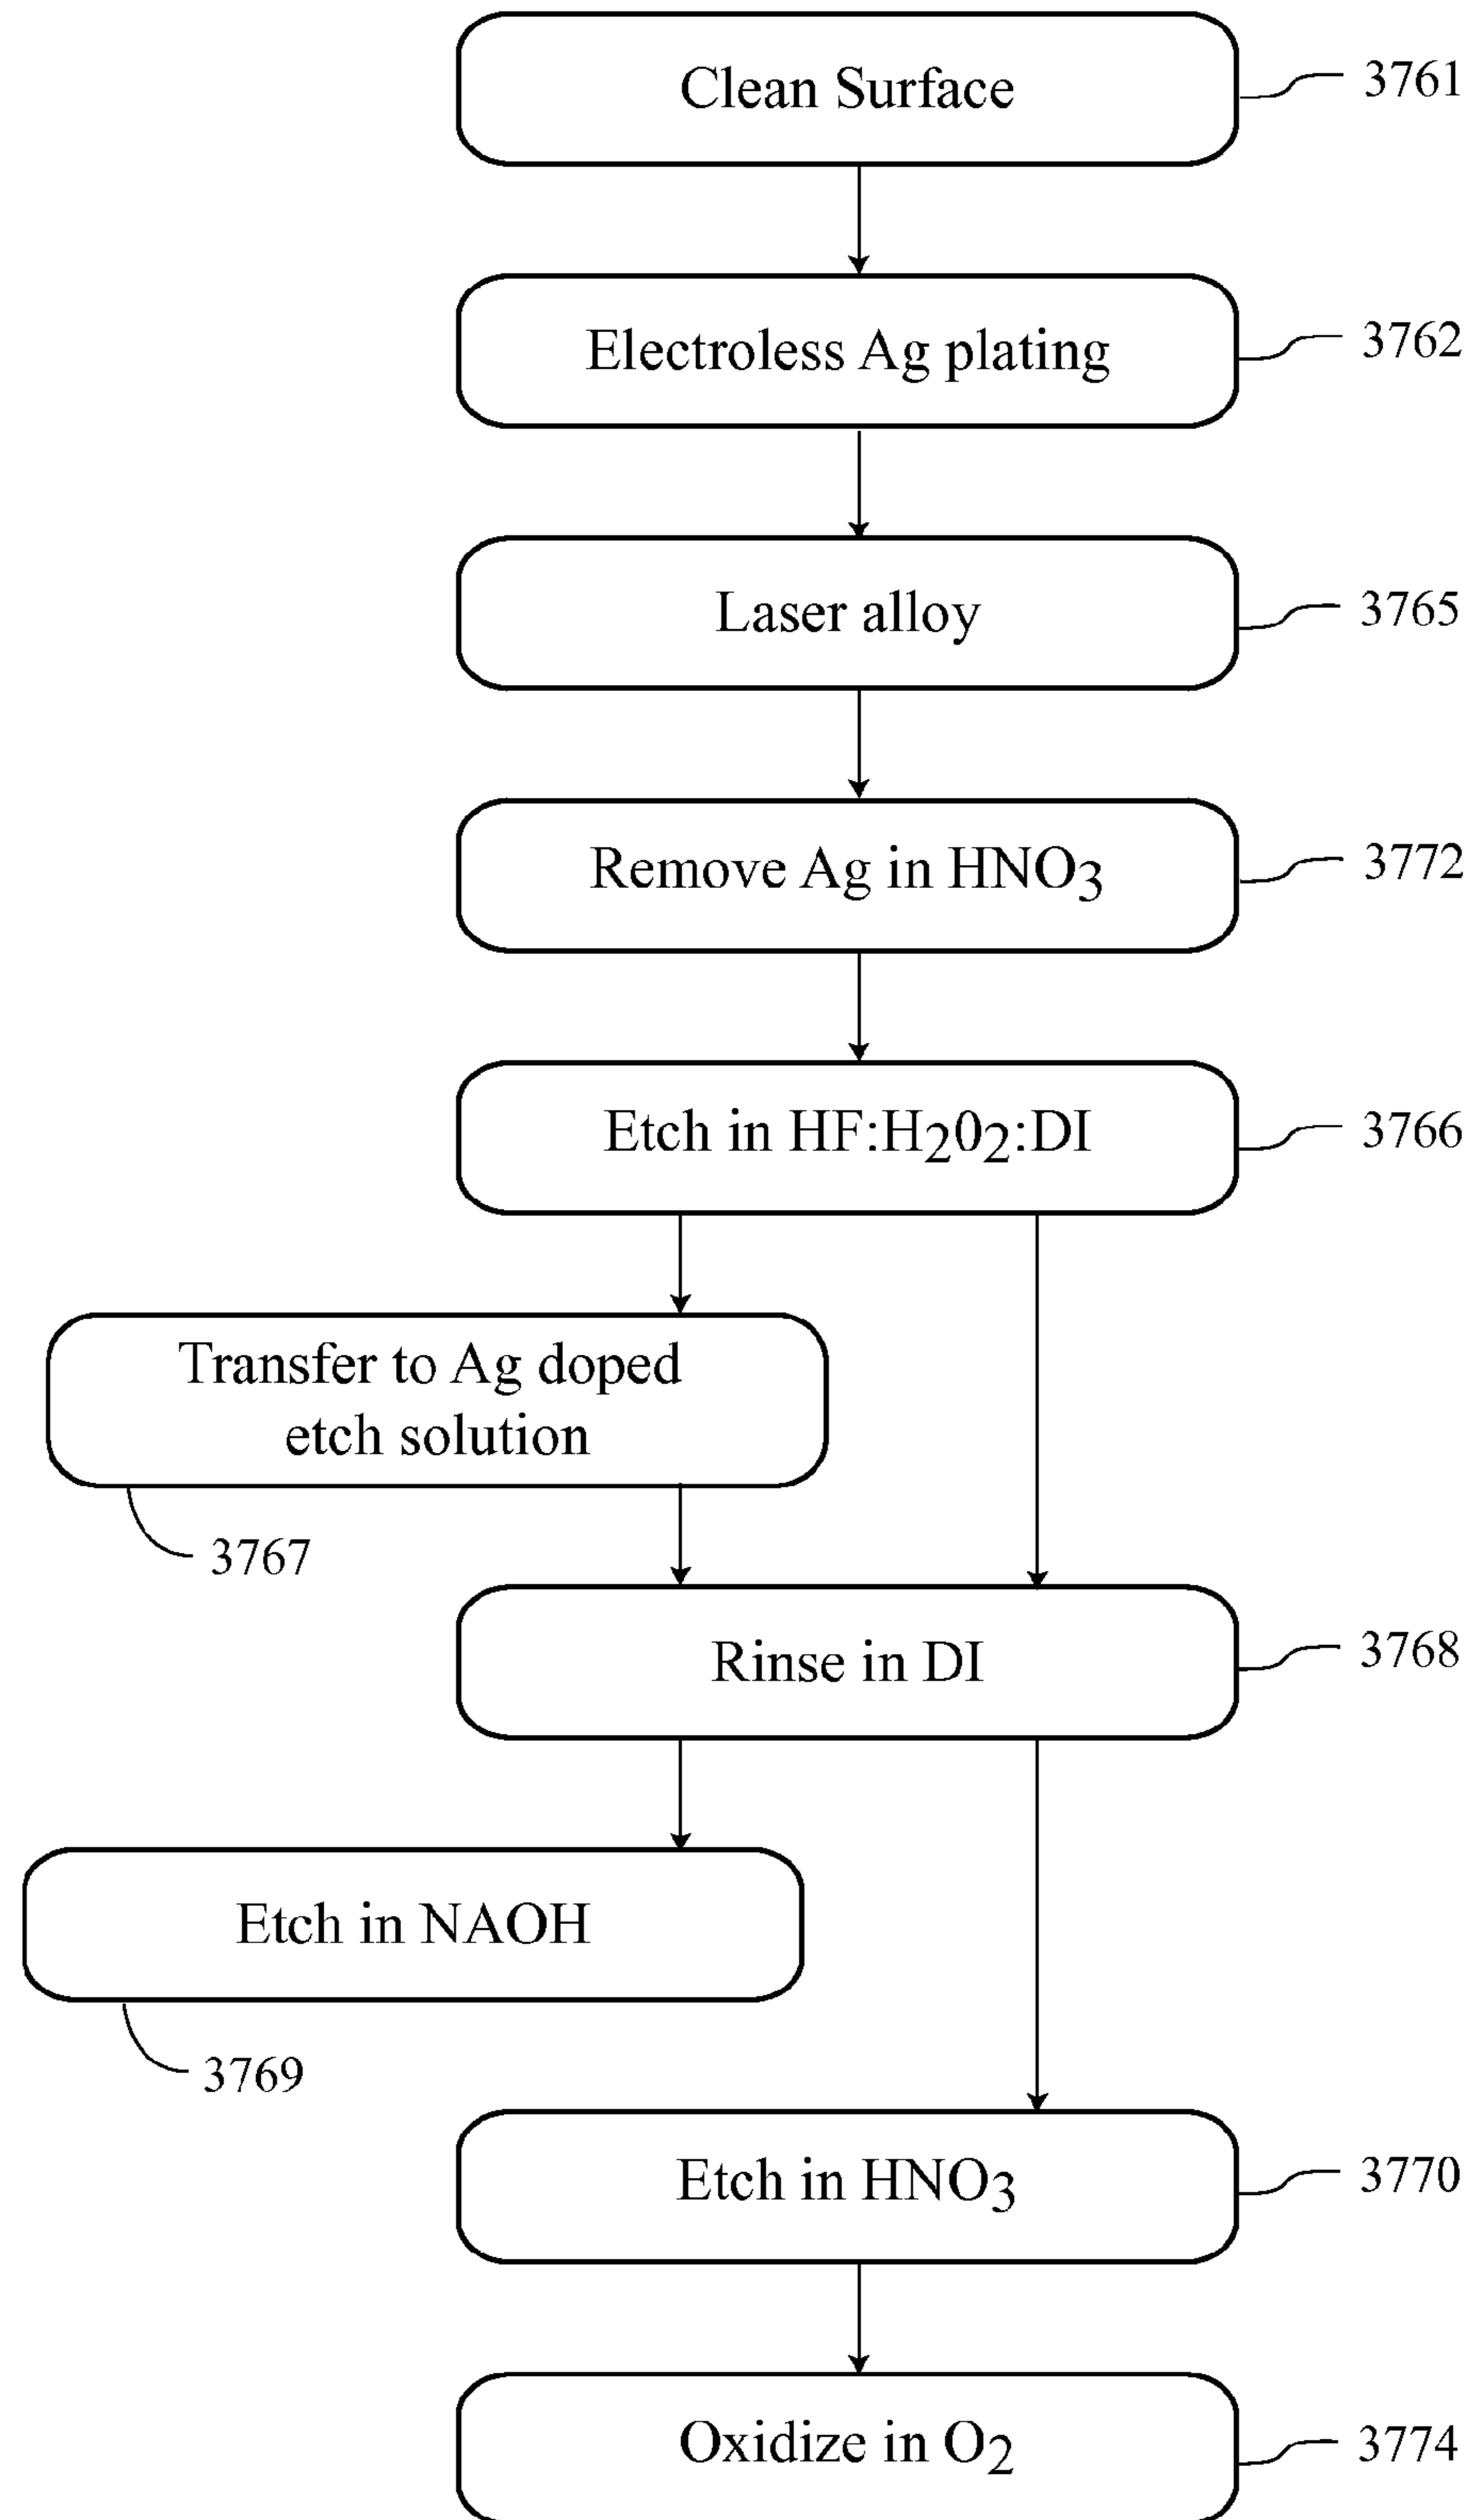 Clean Surface
3761
Electroless Ag plating
3762
Laser alloy
3765
Remove Ag in HNO3
3772
Etch in HF:H202:DI
3766
Transfer to Ag doped
etch solution
3767
Rinse in DI
3768
Etch in NAOH
3769
Etch in HNO3
3770
Oxidize in O2
3774